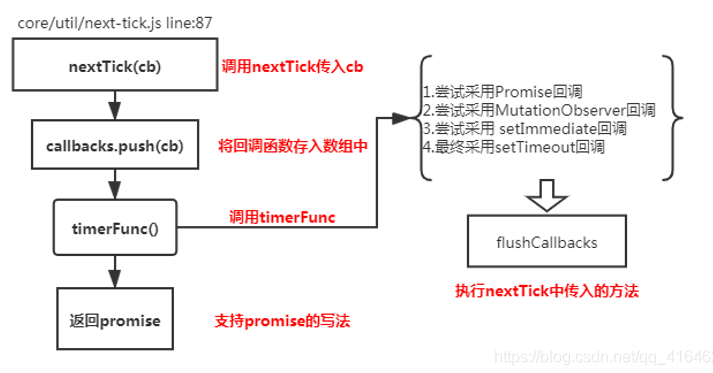 core/util/next-tick.js line:87
nextTick(cb)
调用nextTick传入cb
callbacks.push(cb)
将回调函数存入数组中
timerFunc()
调用timerFunc
返回promise
支持promise的写法
1.尝试采用Promise回调
2.尝试采用MutationObserver回调
3.尝试采用 setImmediate回调
4.最终采用setTimeout回调
flushCallbacks
执行nextTick中传入的方法